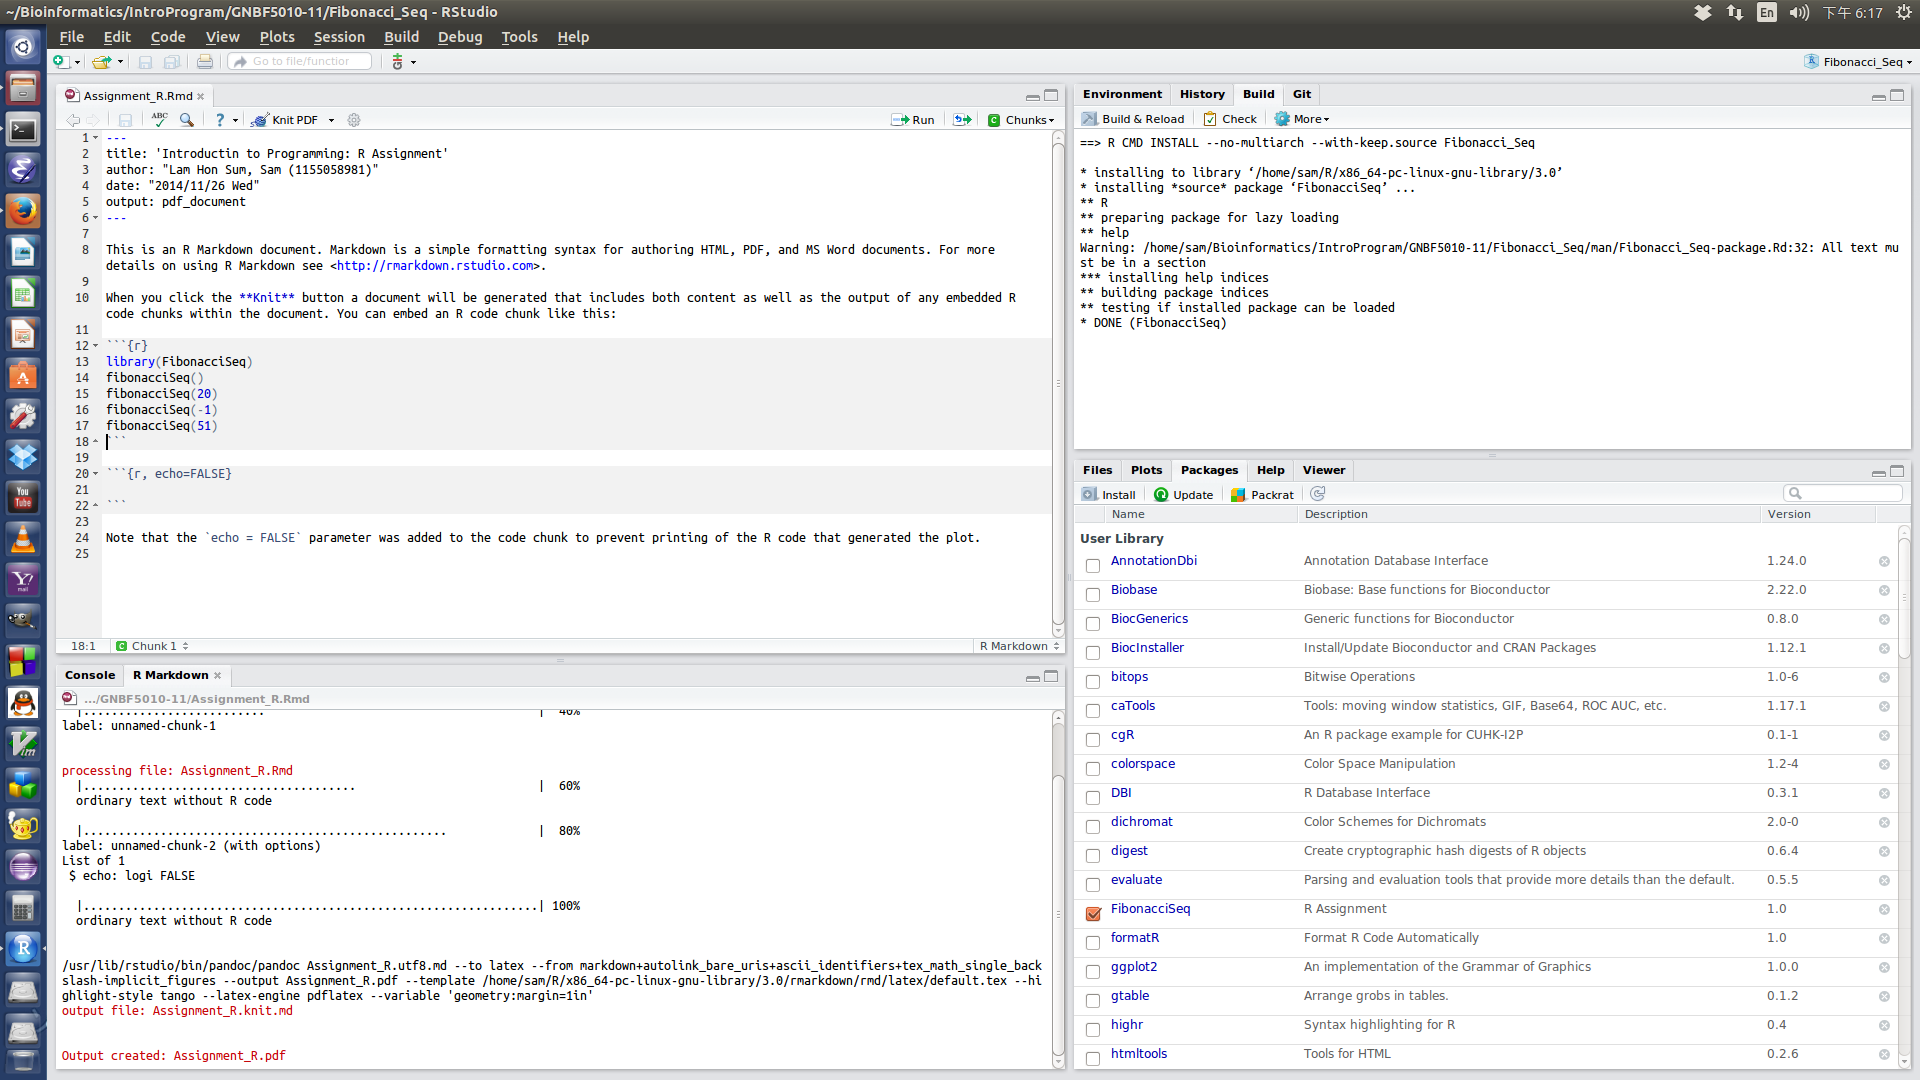 ~/Bioinformatics/IntroProgram/GNBF5010-11/Fibonacci_Seq - RStudio
En
下午 6:17
File Edit Code View Plots Session Build Debug Tools Help
Go to file/function
Fibonacci_Seq
Assignment_R.Rmd
ABC
? Knit PDF
Run
Chunks
1 ---
2 title: 'Introductin to Programming: R Assignment'
3 author: "Lam Hon Sum, Sam (1155058981)"
4 date: "2014/11/26 Wed"
5 output: pdf_document
6 ---
7
8 This is an R Markdown document. Markdown is a simple formatting syntax for authoring HTML, PDF, and MS Word documents. For more
details on using R Markdown see <http://rmarkdown.rstudio.com>.
9
10 When you click the **Knit** button a document will be generated that includes both content as well as the output of any embedded R
code chunks within the document. You can embed an R code chunk like this:
11
12 ```{r}
13 library(FibonacciSeq)
14 fibonacciSeq()
15 fibonacciSeq(20)
16 fibonacciSeq(-1)
17 fibonacciSeq(51)
18 ```
19
20 ```{r, echo=FALSE}
21
22 ```
23
24 Note that the `echo = FALSE` parameter was added to the code chunk to prevent printing of the R code that generated the plot.
25
18:1 C Chunk 1 R Markdown
Console R Markdown
.../GNBF5010-11/Assignment_R.Rmd
|.......................... | 40%
label: unnamed-chunk-1
processing file: Assignment_R.Rmd
|....................................... | 60%
ordinary text without R code
|.................................................... | 80%
label: unnamed-chunk-2 (with options)
List of 1
$ echo: logi FALSE
|.................................................................| 100%
ordinary text without R code
/usr/lib/rstudio/bin/pandoc/pandoc Assignment_R.utf8.md --to latex --from markdown+autolink_bare_uris+ascii_identifiers+tex_math_single_back
slash-implicit_figures --output Assignment_R.pdf --template /home/sam/R/x86_64-pc-linux-gnu-library/3.0/rmarkdown/rmd/latex/default.tex --hi
ghlight-style tango --latex-engine pdflatex --variable 'geometry:margin=1in'
output file: Assignment_R.knit.md
Output created: Assignment_R.pdf
Environment History Build Git
Build & Reload Check More
==> R CMD INSTALL --no-multiarch --with-keep.source Fibonacci_Seq
* installing to library ‘/home/sam/R/x86_64-pc-linux-gnu-library/3.0’
* installing *source* package ‘FibonacciSeq’ ...
** R
** preparing package for lazy loading
** help
Warning: /home/sam/Bioinformatics/IntroProgram/GNBF5010-11/Fibonacci_Seq/man/Fibonacci_Seq-package.Rd:32: All text mu
st be in a section
*** installing help indices
** building package indices
** testing if installed package can be loaded
* DONE (FibonacciSeq)
Files Plots Packages Help Viewer
Install Update Packrat
Name Description Version
User Library
AnnotationDbi Annotation Database Interface 1.24.0
Biobase Biobase: Base functions for Bioconductor 2.22.0
BiocGenerics Generic functions for Bioconductor 0.8.0
BiocInstaller Install/Update Bioconductor and CRAN Packages 1.12.1
bitops Bitwise Operations 1.0-6
caTools Tools: moving window statistics, GIF, Base64, ROC AUC, etc. 1.17.1
cgR An R package example for CUHK-I2P 0.1-1
colorspace Color Space Manipulation 1.2-4
DBI R Database Interface 0.3.1
dichromat Color Schemes for Dichromats 2.0-0
digest Create cryptographic hash digests of R objects 0.6.4
evaluate Parsing and evaluation tools that provide more details than the default. 0.5.5
FibonacciSeq R Assignment 1.0
formatR Format R Code Automatically 1.0
ggplot2 An implementation of the Grammar of Graphics 1.0.0
gtable Arrange grobs in tables. 0.1.2
highr Syntax highlighting for R 0.4
htmltools Tools for HTML 0.2.6
You Tube
Y! mail
Vim
R